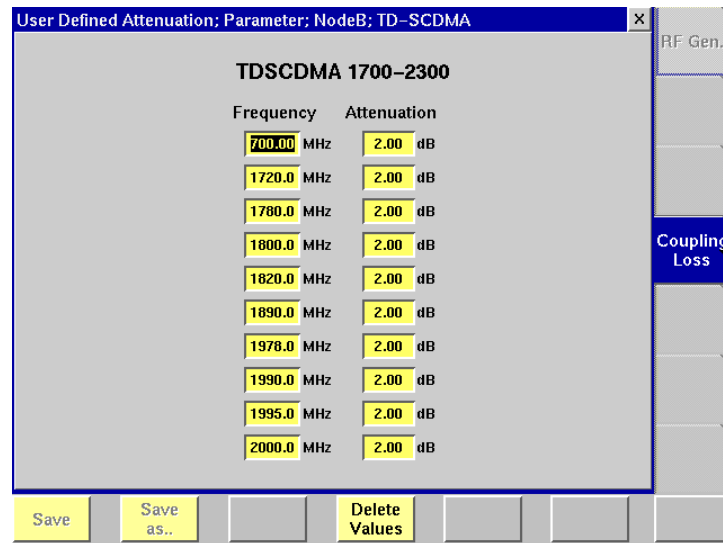 User Defined Attenuation; Parameter; NodeB; TD-SCDMA X
RF Gen.
TDSCDMA 1700-2300
Frequency Attenuation
700.00 MHz 2.00 dB
1720.0 MHz 2.00 dB
1780.0 MHz 2.00 dB
1800.0 MHz 2.00 dB
Coupling
Loss
1820.0 MHz 2.00 dB
1890.0 MHz 2.00 dB
1978.0 MHz 2.00 dB
1990.0 MHz 2.00 dB
1995.0 MHz 2.00 dB
2000.0 MHz 2.00 dB
Save
Save
as..
Delete
Values